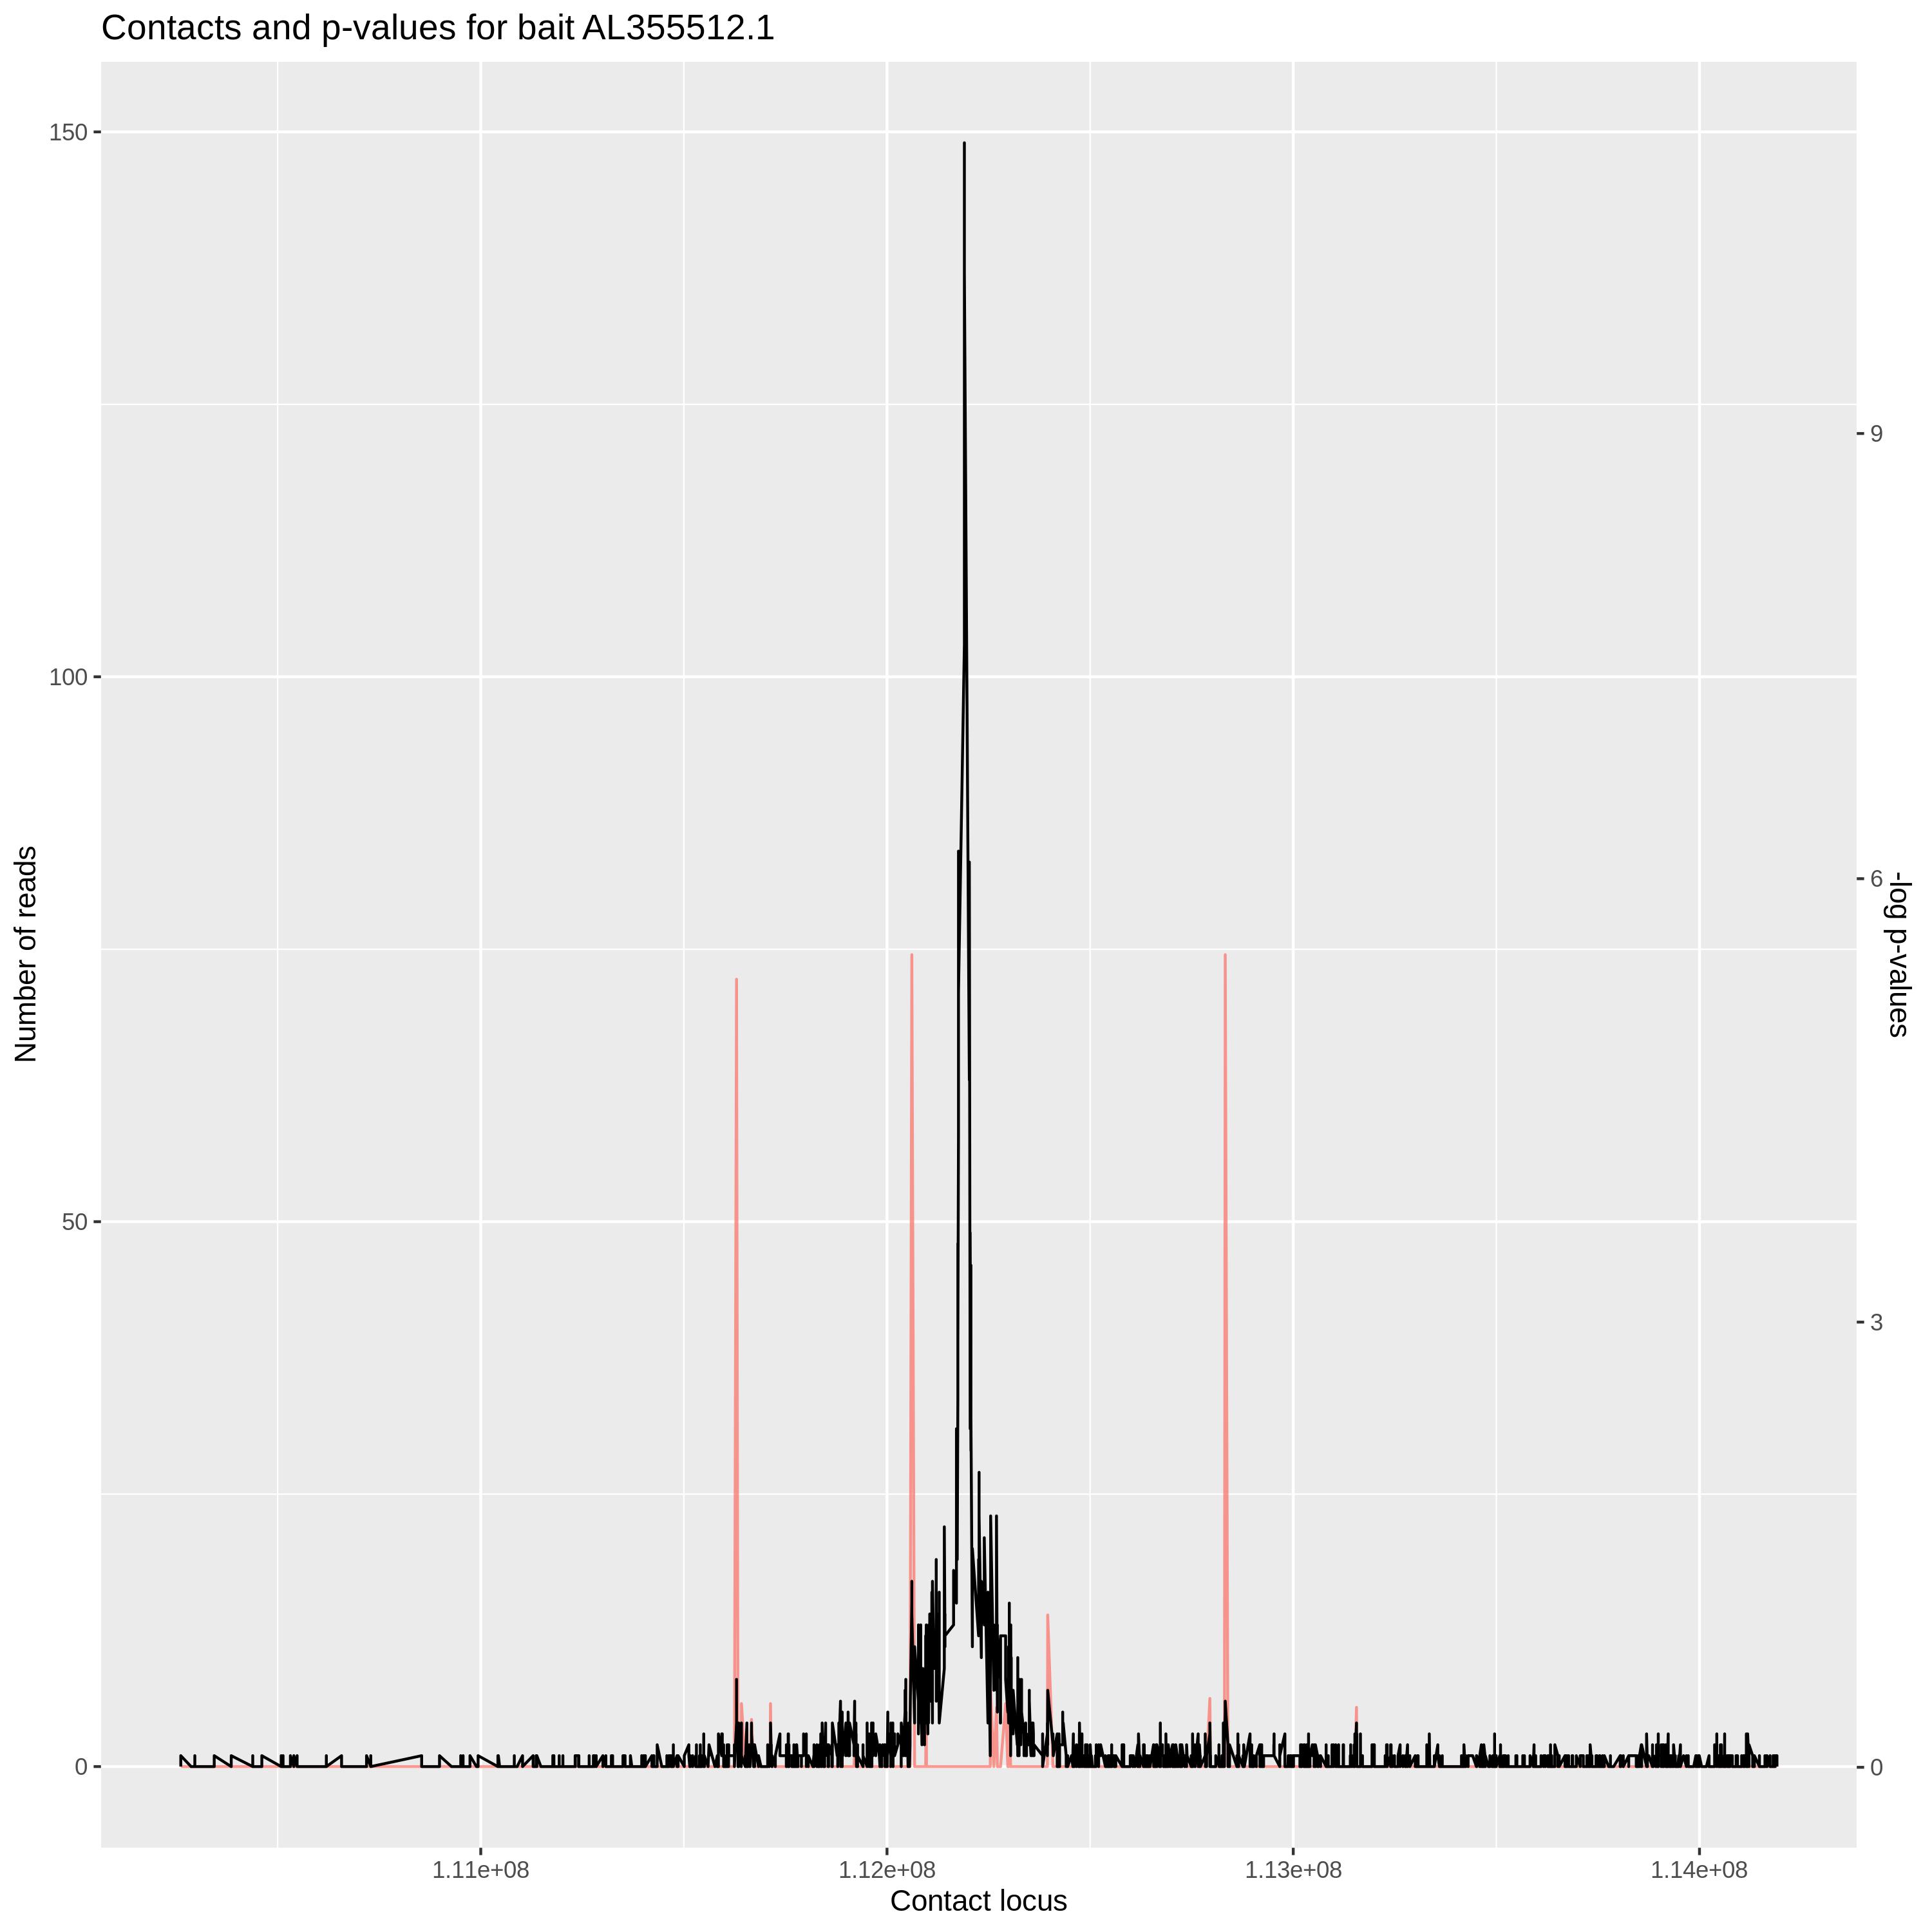 Contacts and p-values for bait AL355512.1
150
100
50
0
Number of reads
9
6
3
0
-log p-values
1.11e+08
1.12e+08
1.13e+08
1.14e+08
Contact locus